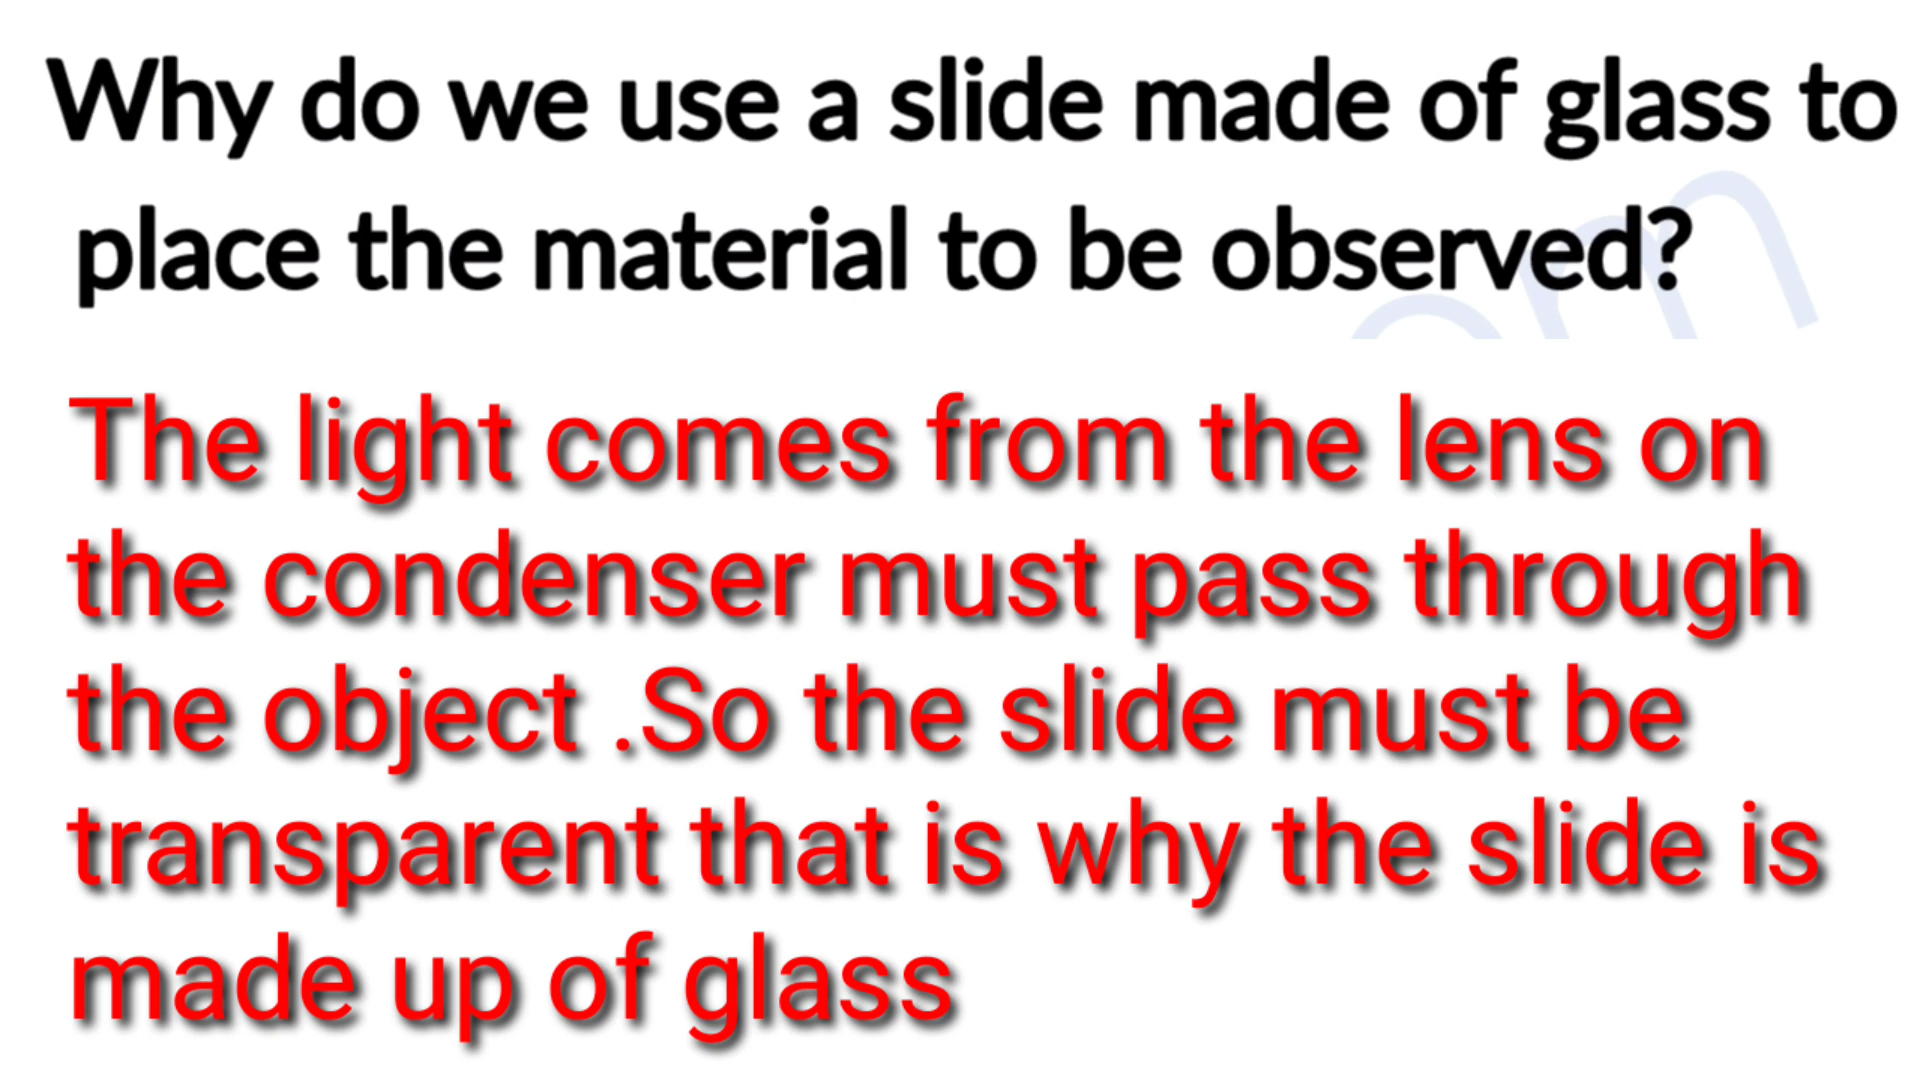 Why do we use a slide made of glass to
place the material to be observed?
The light comes from the lens on
the condenser must pass through
the object .So the slide must be
transparent that is why the slide is
made up of glass